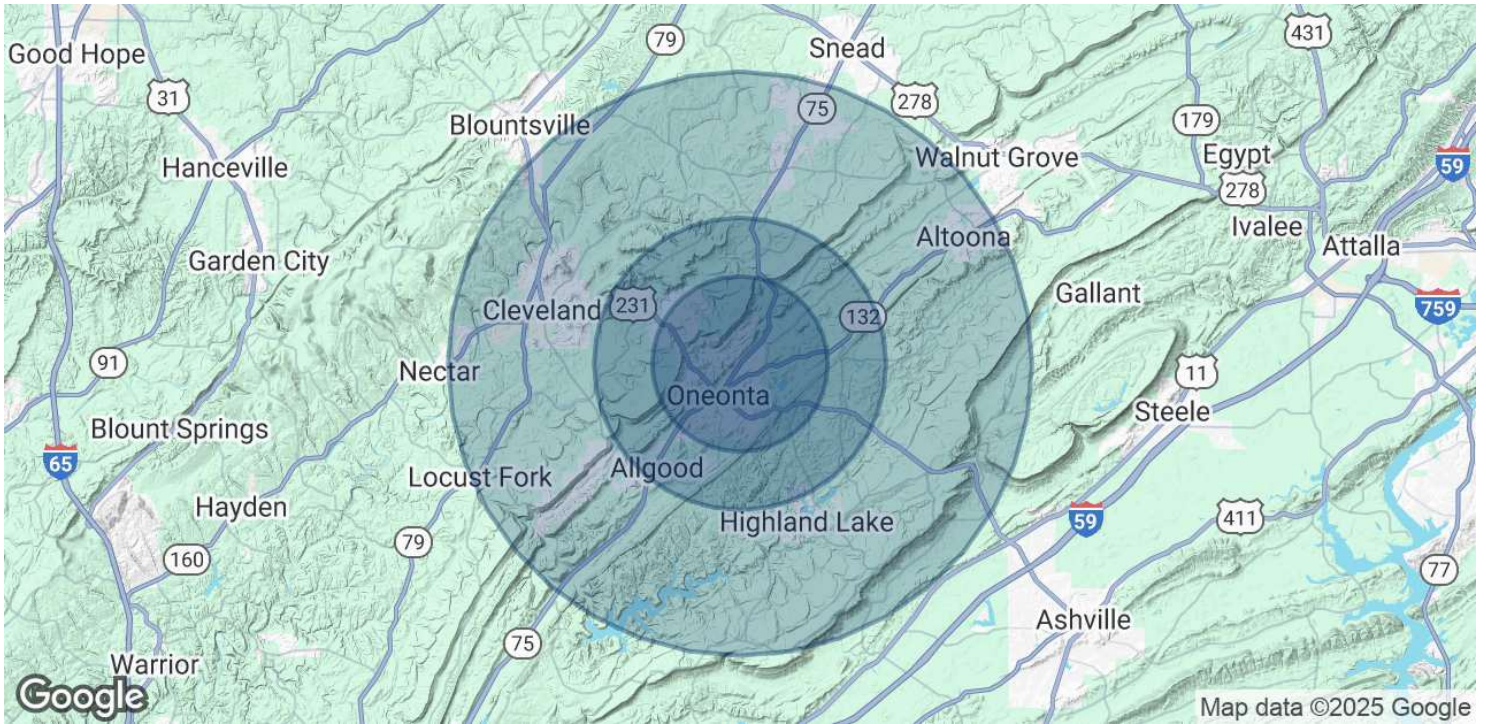 Good Hope
79
Snead
431
31
75
278
Blountsville
179
Hanceville
Walnut Grove
Egypt
59
278
Ivalee
Altoona
Attalla
Garden City
Gallant
Cleveland
231
132
759
91
Nectar
11
Oneonta
Steele
Blount Springs
65
Allgood
Locust Fork
Hayden
Highland Lake
59
411
79
160
77
Ashville
75
Warrior
Google
Map data ©2025 Google